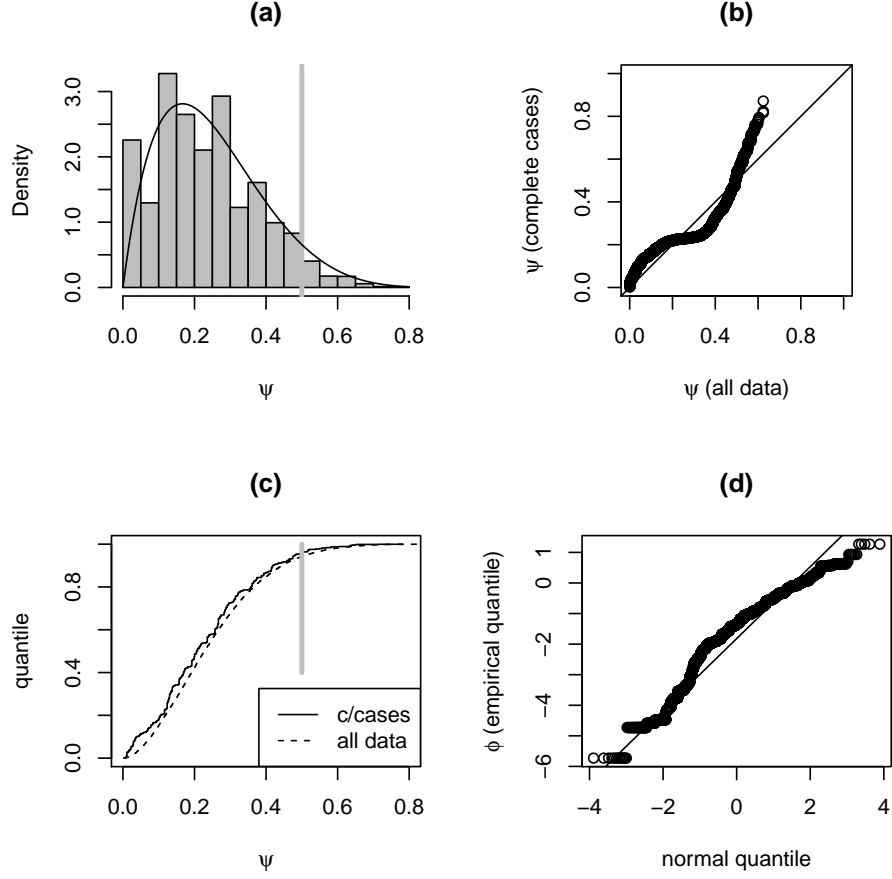 (a)
Density
0.0 1.0 2.0 3.0
0.0 0.2 0.4 0.6 0.8
ψ
(b)
ψ (complete cases)
0.0 0.4 0.8
0.0 0.4 0.8
ψ (all data)
(c)
quantile
0.0 0.4 0.8
c/cases
all data
0.0 0.2 0.4 0.6 0.8
ψ
(d)
ϕ (empirical quantile)
−6 −4 −2 0 1
−4 −2 0 2 4
normal quantile